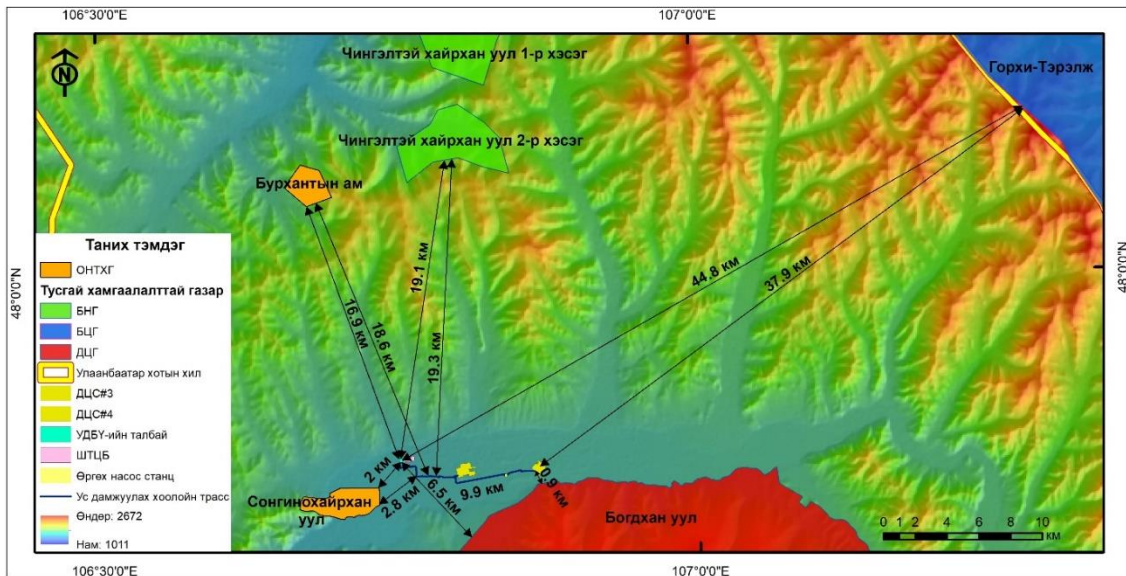 106°30'0"E
107°0'0"E
Чингэлтэй хайрхан уул 1-р хэсэг
Горхи-Тэрэлж
N
Чингэлтэй хайрхан уул 2-р хэсэг
Бурхантын ам
48°0'0"N
48°0'0"N
Таних тэмдэг
ОНТХГ
Тусгай хамгаалалттай газар
БНГ
БЦГ
ДЦГ
Улаанбаатар хотын хил
ДЦС#3
ДЦС#4
УДБҮ-ийн талбай
ШТЦБ
Өргөх насос станц
Ус дамжуулах хоолойн трасс
Өндөр: 2672
Нам: 1011
19.1 км
19.3 км
16.9 км
18.6 км
44.8 км
37.9 км
2 км
2.8 км
6.5 км
9.9 км
0.9 км
Сонгинохайрхан
уул
Богдхан уул
0 1 2 4 6 8 10
км
106°30'0"E
107°0'0"E